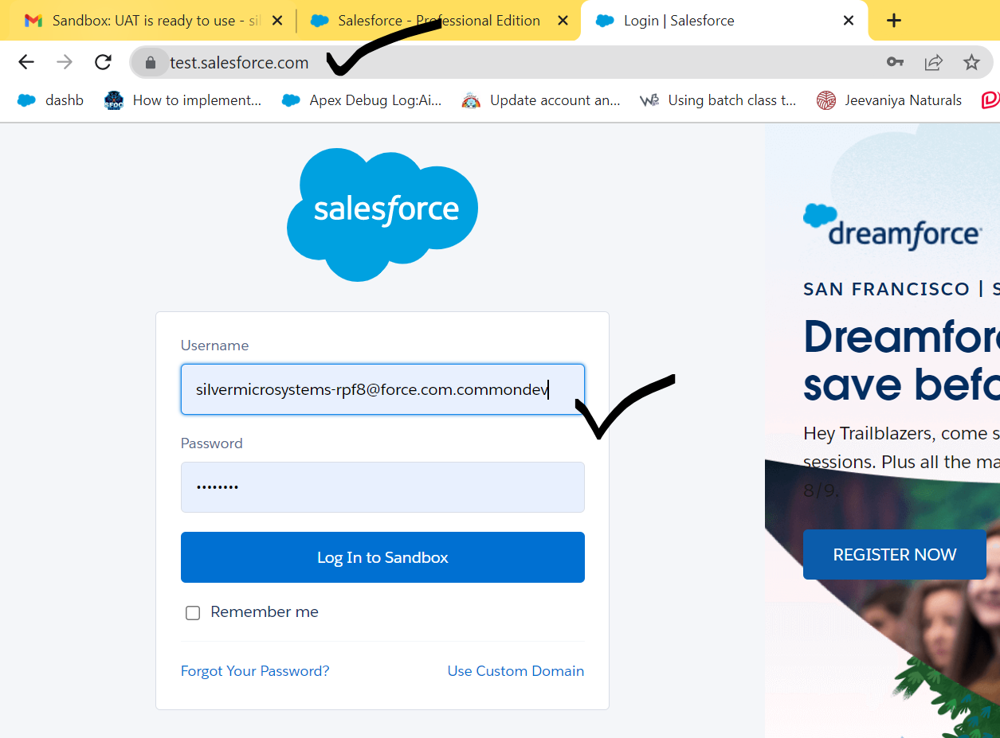 Sandbox: UAT is ready to use - sil
Salesforce - Professional Edition
Login | Salesforce
test.salesforce.com
dashb
SFOC
How to implement...
Apex Debug Log:Ai...
Update account an...
Using batch class t...
Jeevaniya Naturals
salesforce
Username
silvermicrosystems-rpf8@force.com.commondev
Password
••••••••
Log In to Sandbox
Remember me
Forgot Your Password?
Use Custom Domain
dreamforce
SAN FRANCISCO | S
Dreamforc
save befo
Hey Trailblazers, come s
sessions. Plus all the ma
8/9.
REGISTER NOW